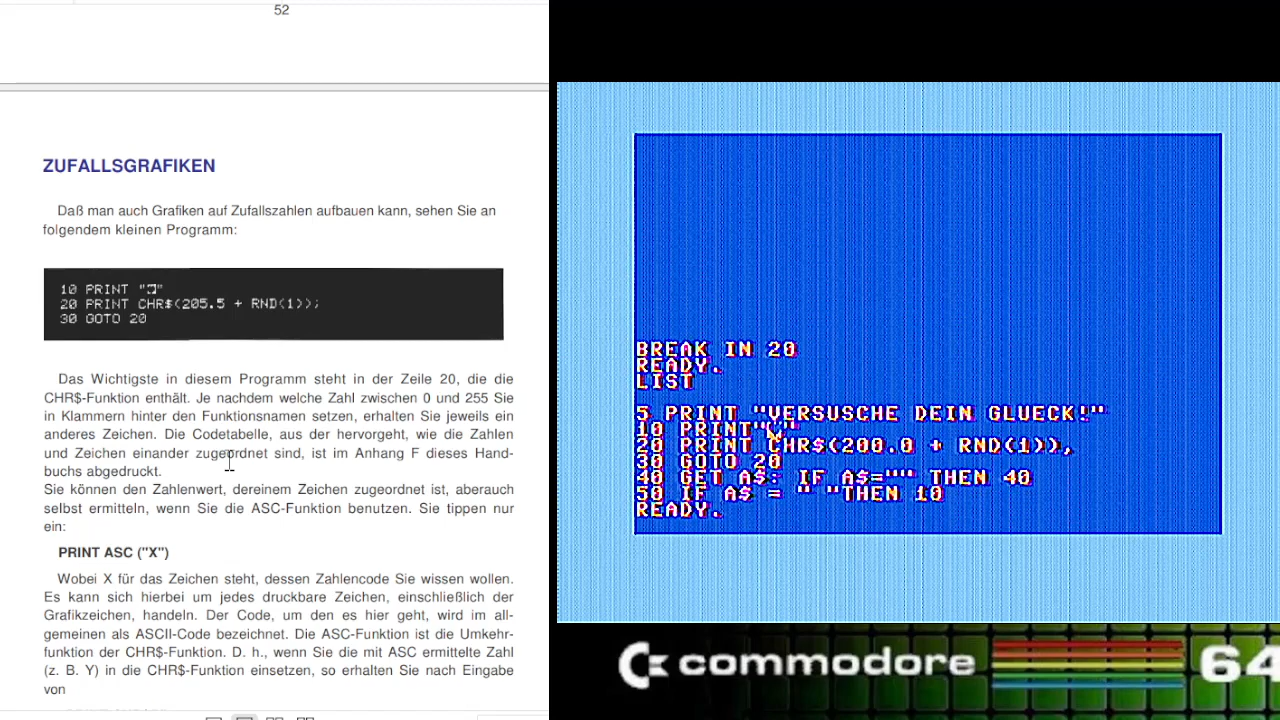 52
ZUFALLSGRAFIKEN
Daß man auch Grafiken auf Zufallszahlen aufbauen kann, sehen Sie an
folgendem kleinen Programm:
10 PRINT "❏"
20 PRINT CHR$(205.5 + RND(1));
30 GOTO 20
Das Wichtigste in diesem Programm steht in der Zeile 20, die die
CHR$-Funktion enthält. Je nachdem welche Zahl zwischen 0 und 255 Sie
in Klammern hinter den Funktionsnamen setzen, erhalten Sie jeweils ein
anderes Zeichen. Die Codetabelle, aus der hervorgeht, wie die Zahlen
und Zeichen einander zugeordnet sind, ist im Anhang F dieses Hand-
buchs abgedruckt.
Sie können den Zahlenwert, dereinem Zeichen zugeordnet ist, aberauch
selbst ermitteln, wenn Sie die ASC-Funktion benutzen. Sie tippen nur
ein:
PRINT ASC ("X")
Wobei X für das Zeichen steht, dessen Zahlencode Sie wissen wollen.
Es kann sich hierbei um jedes druckbare Zeichen, einschließlich der
Grafikzeichen, handeln. Der Code, um den es hier geht, wird im all-
gemeinen als ASCII-Code bezeichnet. Die ASC-Funktion ist die Umkehr-
funktion der CHR$-Funktion. D. h., wenn Sie die mit ASC ermittelte Zahl
(z. B. Y) in die CHR$-Funktion einsetzen, so erhalten Sie nach Eingabe
von
BREAK IN 20
READY.
LIST
5 PRINT "VERSUSCHE DEIN GLUECK!"
10 PRINT" "
20 PRINT CHR$(200.0 + RND(1)),
30 GOTO 20
40 GET A$: IF A$="" THEN 40
50 IF A$ = " "THEN 10
READY.
commodore
64